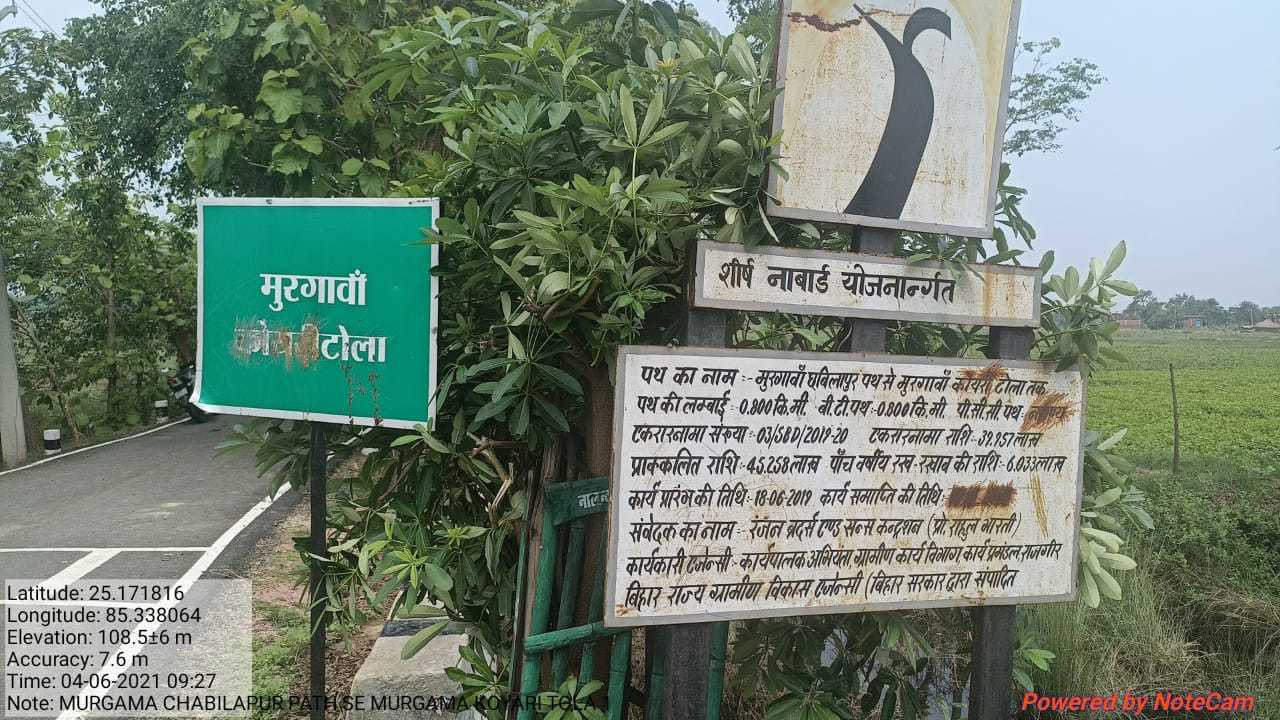 मुरगावाँ
टोला
शीर्ष नाबार्ड योजनान्र्गत
पथ का नाम :- मुरगावाँ छबिलापुर पथ से मुरगावाँ कोयरी टोला तक
पथ की लम्बाई :- 0.800 कि.मी. बी.टी.पथ:-0.800 कि.मी. पी.सी.सी पथ:-
एकरारनामा संख्या -03/SBD/2019-20 एकरारनामा राशि:-39.957 लाख
प्राक्कलित राशि:-45.258 लाख पाँच वर्षीय रख-रखाव की राशि:-6.033 लाख
कार्य प्रारंभ की तिथि:-18-06-2019 कार्य समाप्ति की तिथि:-
संवेदक का नाम :- रंजन ब्रदर्स एण्ड सन्स कन्ट्रशन (प्रो. राहुल भारती)
कार्यकारी एजेन्सी:- कार्यपालक अभियंता, ग्रामीण कार्य विभाग, कार्य प्रमंडल, राजगीर
बिहार राज्य ग्रामीण विकास एजेन्सी (बिहार सरकार द्वारा संपादित
Latitude: 25.171816
Longitude: 85.338064
Elevation: 108.5±6 m
Accuracy: 7.6 m
Time: 04-06-2021 09:27
Note: MURGAMA CHABILAPUR PATH SE MURGAMA KOYARI TOLA 1
Powered by NoteCam